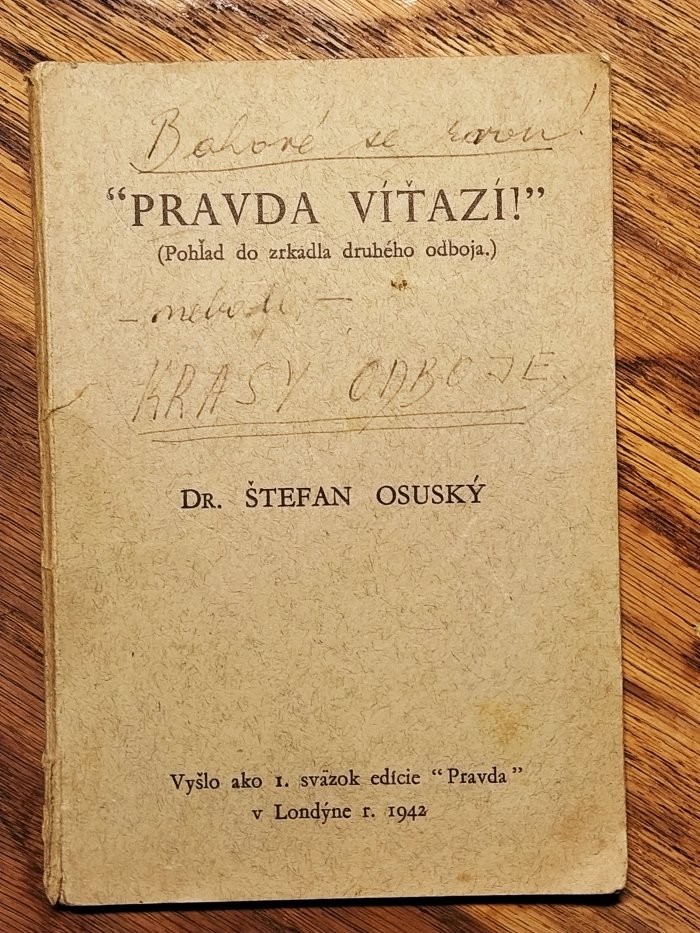 Bohové se
"PRAVDA VÍŤAZÍ!"
(Pohľad do zrkadla druhého odboja.)
– neboli –
KRASY ODBOJE.
DR. ŠTEFAN OSUSKÝ
Vyšlo ako 1. sväzok edície "Pravda"
v Londýne r. 1942